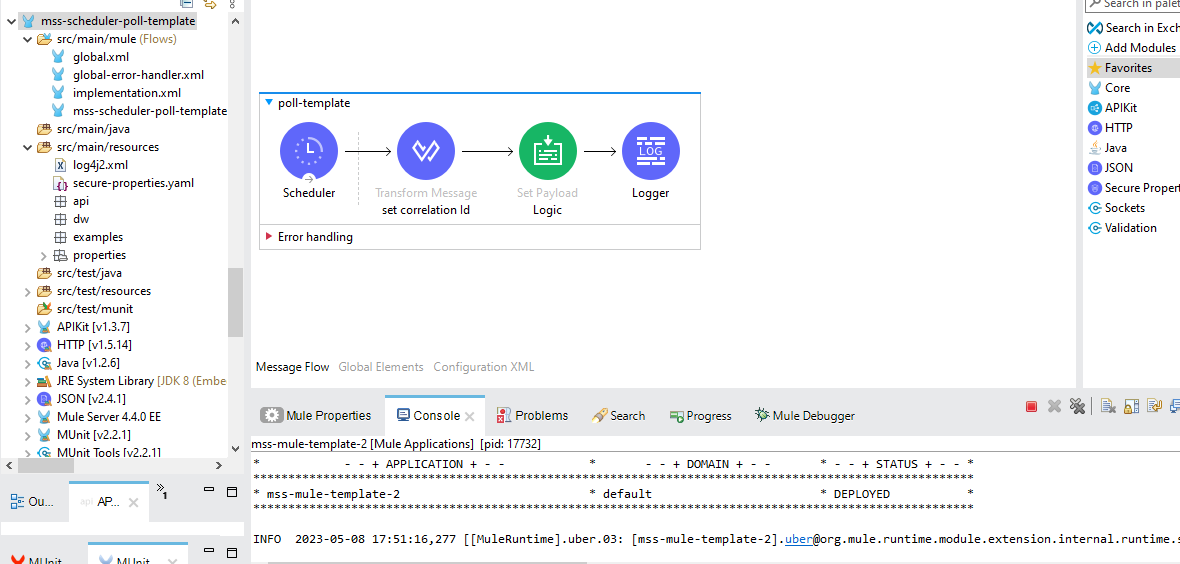 mss-scheduler-poll-template
src/main/mule (Flows)
global.xml
global-error-handler.xml
implementation.xml
mss-scheduler-poll-template
src/main/java
src/main/resources
log4j2.xml
secure-properties.yaml
api
dw
examples
properties
src/test/java
src/test/resources
src/test/munit
APIKit [v1.3.7]
HTTP [v1.5.14]
Java [v1.2.6]
JRE System Library [JDK 8 (Embe
JSON [v2.4.1]
Mule Server 4.4.0 EE
MUnit [v2.2.1]
MUnit Tools [v2.2.1]
Ou...
api AP...
1
MUnit
MUnit
poll-template
Scheduler
Transform Message
set correlation Id
Set Payload
Logic
LOG
Logger
Error handling
Message Flow Global Elements Configuration XML
Search in palet
Search in Exch
Add Modules
Favorites
Core
APIKit
HTTP
Java
JSON
Secure Propert
Sockets
Validation
Mule Properties Console Problems Search Progress Mule Debugger
mss-mule-template-2 [Mule Applications] [pid: 17732]
* - - + APPLICATION + - - * - - + DOMAIN + - - * - - + STATUS + - - *
* mss-mule-template-2 * default * DEPLOYED *
INFO 2023-05-08 17:51:16,277 [[MuleRuntime].uber.03: [mss-mule-template-2].uber@org.mule.runtime.module.extension.internal.runtime.s